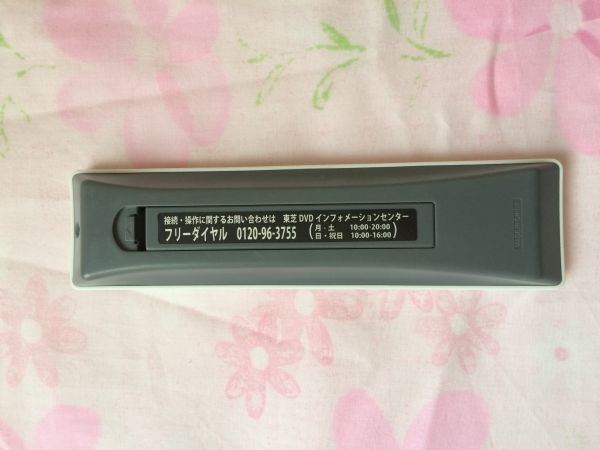 接続・操作に関するお問い合わせは 東芝 DVD インフォメーションセンター
フリーダイヤル 0120-96-3755 (月-土 10:00-20:00
日・祝日 10:00-16:00)